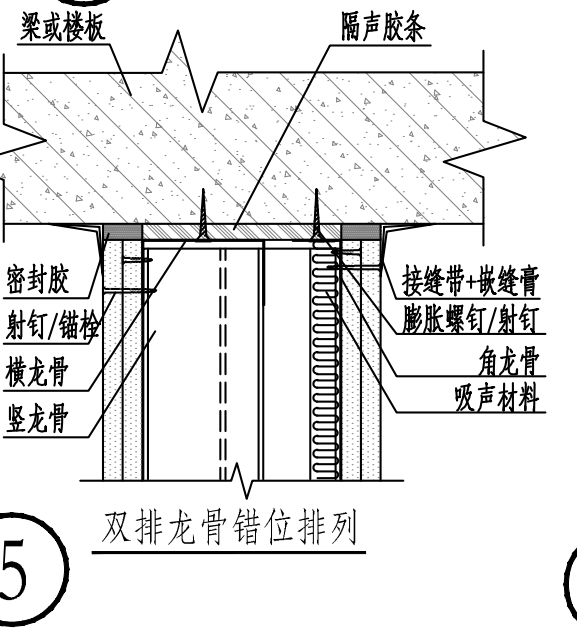 梁或楼板
隔声胶条
密封胶
射钉/锚栓
横龙骨
竖龙骨
接缝带+嵌缝膏
膨胀螺钉/射钉
角龙骨
吸声材料
双排龙骨错位排列
5